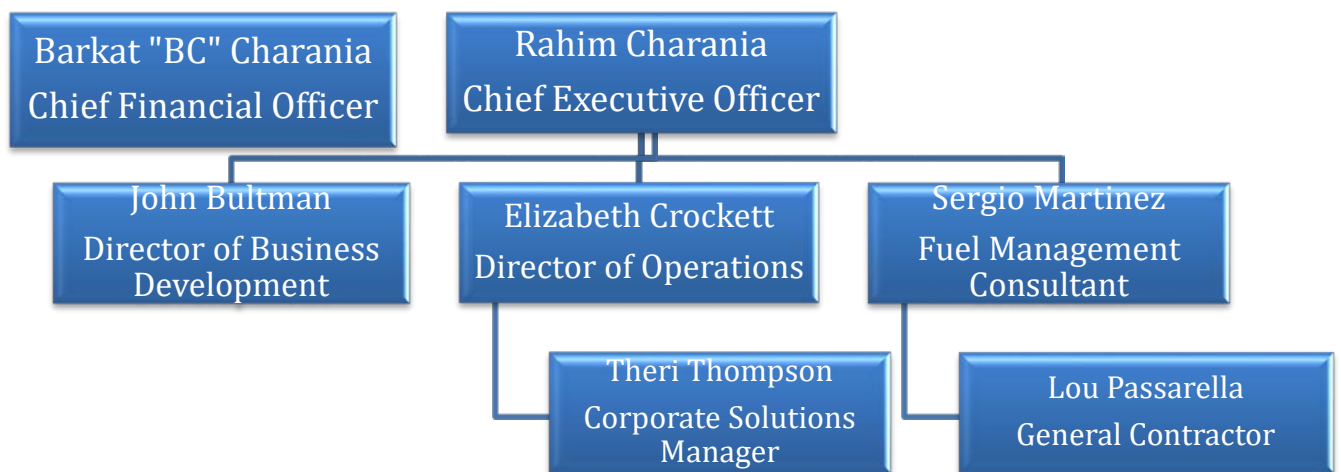 Barkat "BC" Charania
Chief Financial Officer
Rahim Charania
Chief Executive Officer
John Bultman
Director of Business
Development
Elizabeth Crockett
Director of Operations
Sergio Martinez
Fuel Management
Consultant
Theri Thompson
Corporate Solutions
Manager
Lou Passarella
General Contractor